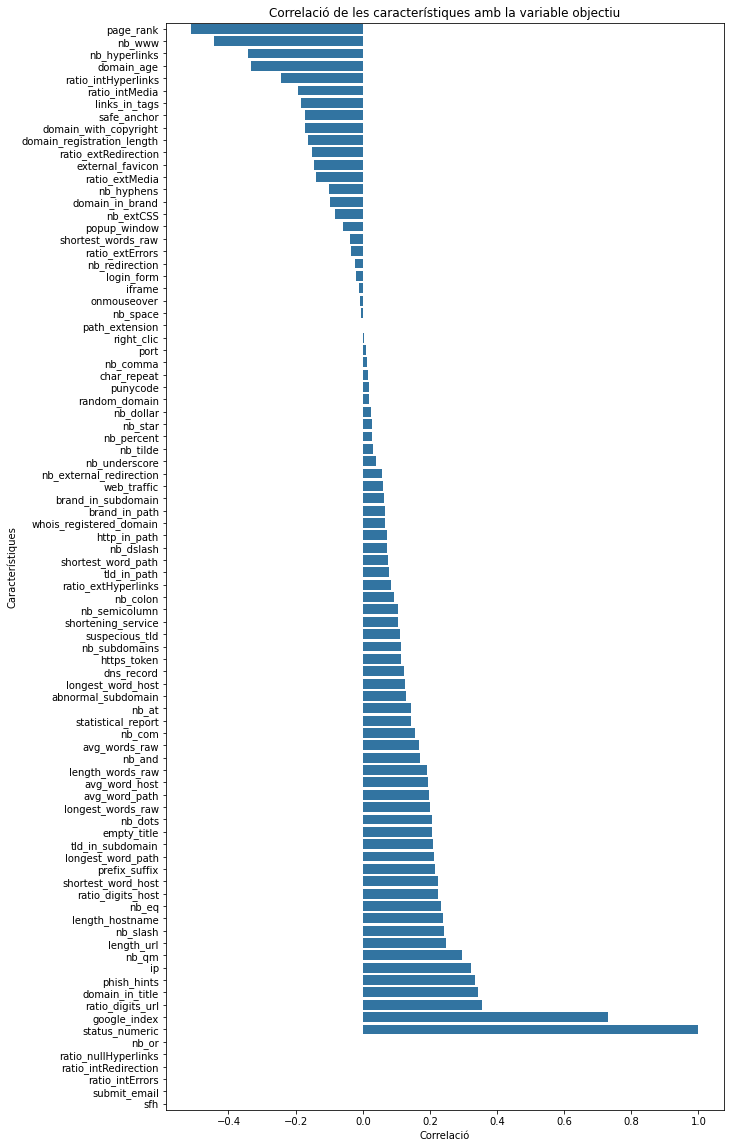 Correlació de les característiques amb la variable objectiu
page_rank
nb_www
nb_hyperlinks
domain_age
ratio_intHyperlinks
ratio_intMedia
links_in_tags
safe_anchor
domain_with_copyright
domain_registration_length
ratio_extRedirection
external_favicon
ratio_extMedia
nb_hyphens
domain_in_brand
nb_extCSS
popup_window
shortest_words_raw
ratio_extErrors
nb_redirection
login_form
iframe
onmouseover
nb_space
path_extension
right_clic
port
nb_comma
char_repeat
punycode
random_domain
nb_dollar
nb_star
nb_percent
nb_tilde
nb_underscore
nb_external_redirection
web_traffic
brand_in_subdomain
brand_in_path
whois_registered_domain
http_in_path
nb_dslash
shortest_word_path
tld_in_path
ratio_extHyperlinks
nb_colon
nb_semicolumn
shortening_service
suspecious_tld
nb_subdomains
https_token
dns_record
longest_word_host
abnormal_subdomain
nb_at
statistical_report
nb_com
avg_words_raw
nb_and
length_words_raw
avg_word_host
avg_word_path
longest_words_raw
nb_dots
empty_title
tld_in_subdomain
longest_word_path
prefix_suffix
shortest_word_host
ratio_digits_host
nb_eq
length_hostname
nb_slash
length_url
nb_qm
ip
phish_hints
domain_in_title
ratio_digits_url
google_index
status_numeric
nb_or
ratio_nullHyperlinks
ratio_intRedirection
ratio_intErrors
submit_email
sfh
Característiques
−0.4 −0.2 0.0 0.2 0.4 0.6 0.8 1.0
Correlació